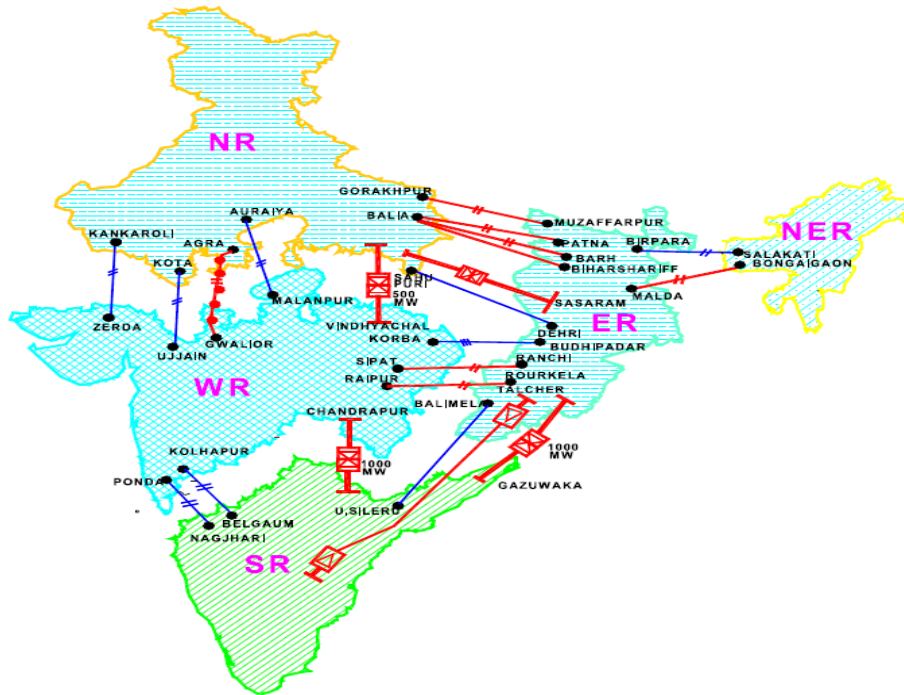 NR
GORAKHPUR
AURAIYA
BALIA
MUZAFFARPUR
KANKAROLI
AGRA
PATNA
BIRPARA
NER
KOTA
BARH
SALAKATI
SAHU
PURI
BIHARSHARIFF
BONGAIGAON
500
MW
MALANPUR
SASARAM
MALDA
ZERDA
VINDHYACHAL
ER
DEHRI
GWALIOR
KORBA
BUDHIPADAR
UJJAIN
SIPAT
RANCHI
WR
RAIPUR
ROURKELA
TALCHER
CHANDRAPUR
BALIMELA
KOLHAPUR
1000
MW
1000
MW
PONDA
GAZUWAKA
U,SILERU
BELGAUM
NAGJHARI
SR